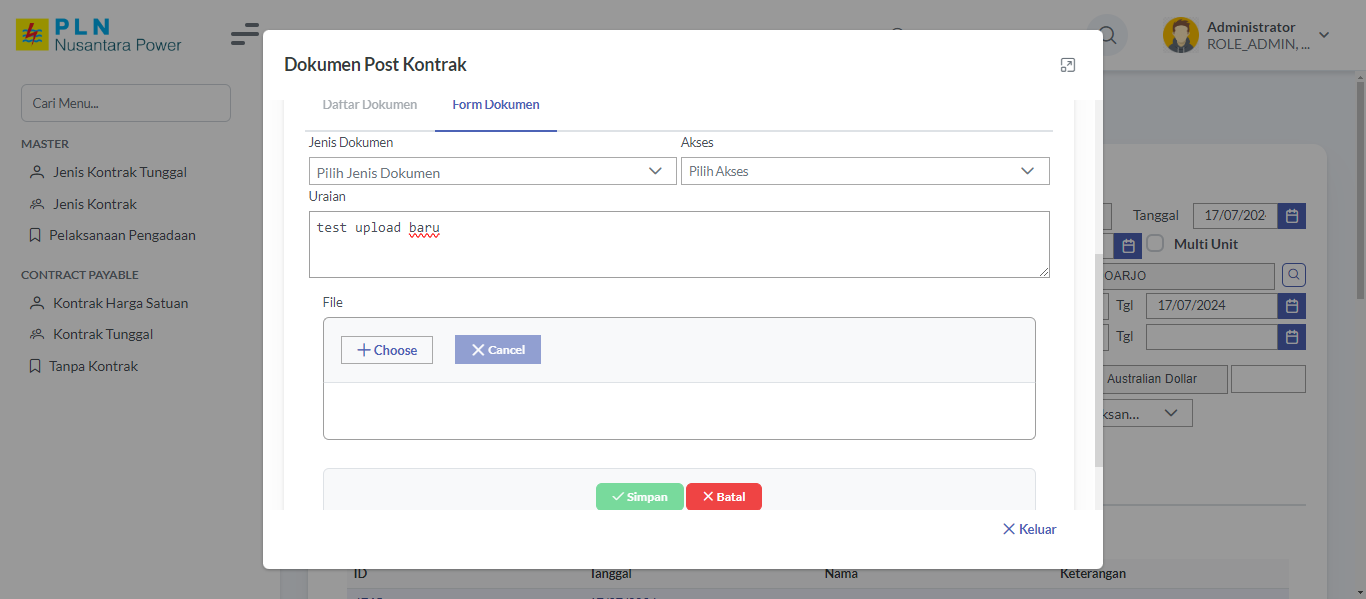 PLN
Nusantara Power
Administrator
ROLE_ADMIN, ...
Dokumen Post Kontrak
Cari Menu...
MASTER
Jenis Kontrak Tunggal
Jenis Kontrak
Pelaksanaan Pengadaan
CONTRACT PAYABLE
Kontrak Harga Satuan
Kontrak Tunggal
Tanpa Kontrak
Daftar Dokumen
Form Dokumen
Jenis Dokumen
Akses
Pilih Jenis Dokumen
Pilih Akses
Uraian
test upload baru
File
Choose
Cancel
Simpan
Batal
Keluar
Tanggal
17/07/202
Multi Unit
OARJO
Tgl
17/07/2024
Tgl
Australian Dollar
ksan...
ID
Tanggal
Nama
Keterangan